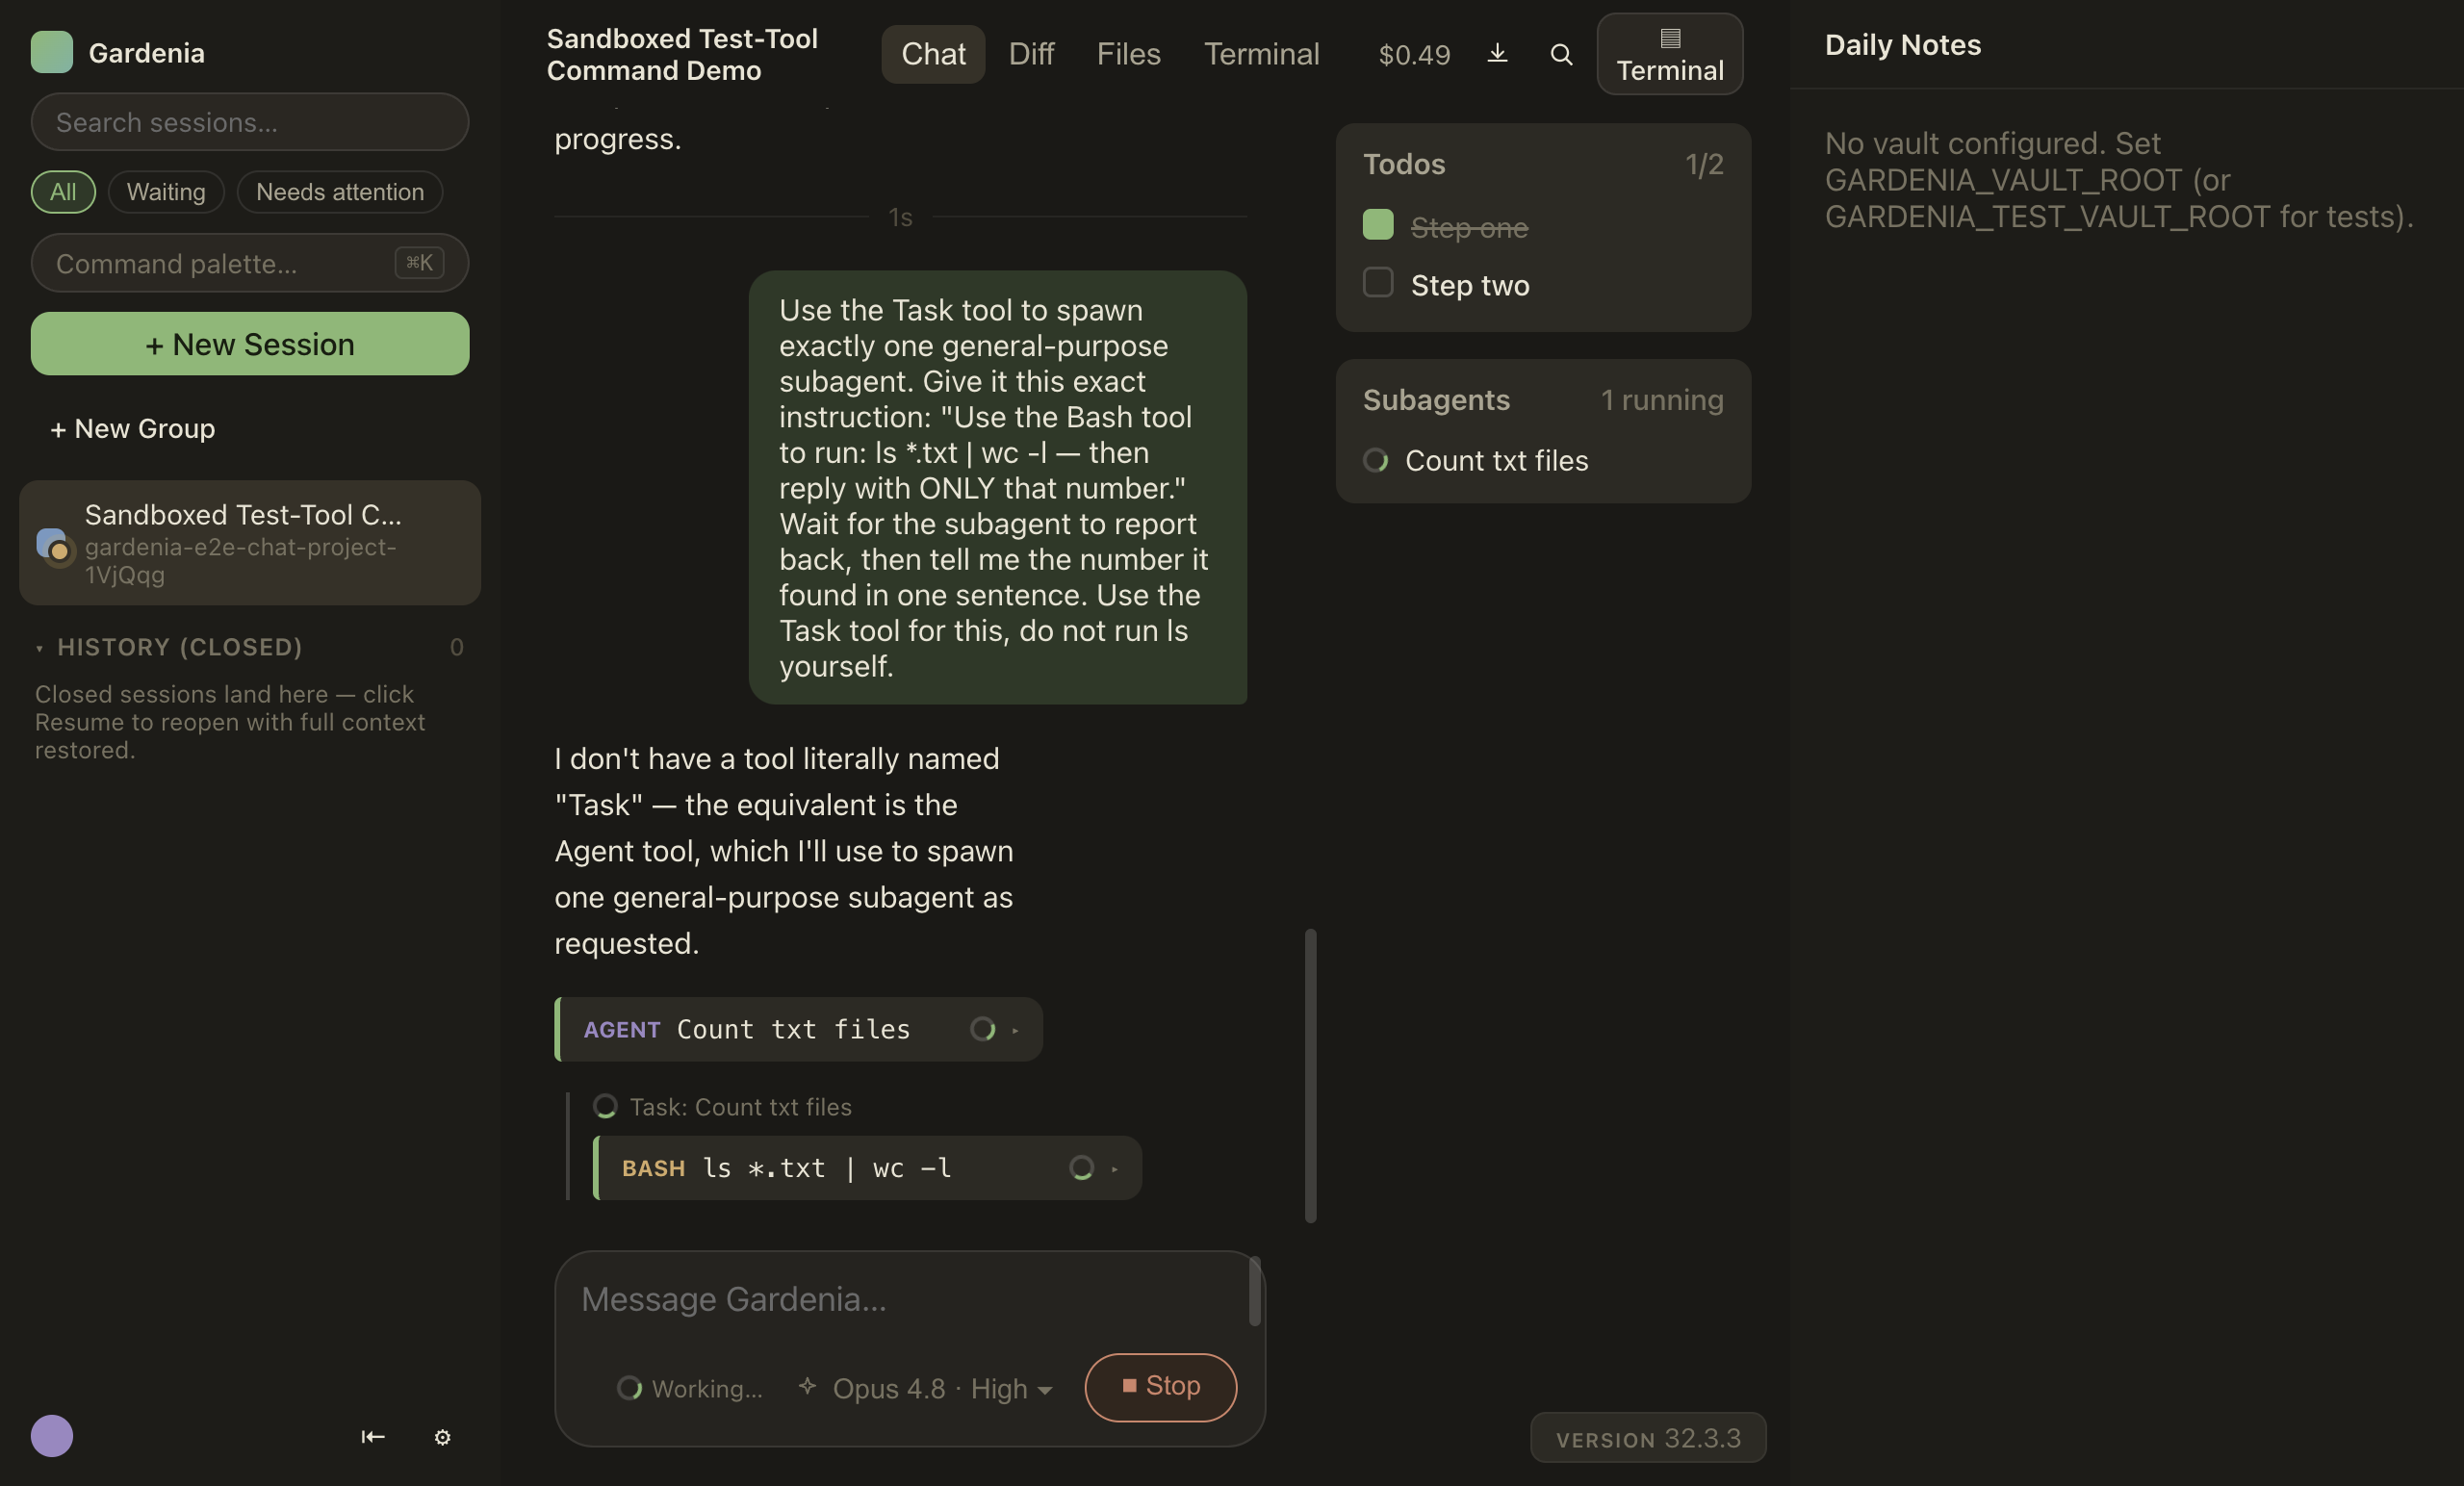 Gardenia
Search sessions...
All
Waiting
Needs attention
Command palette...
⌘K
+ New Session
+ New Group
Sandboxed Test-Tool C...
gardenia-e2e-chat-project-
1VjQqg
HISTORY (CLOSED)
0
Closed sessions land here — click
Resume to reopen with full context
restored.
Sandboxed Test-Tool
Command Demo
Chat
Diff
Files
Terminal
$0.49
Terminal
progress.
1s
Use the Task tool to spawn
exactly one general-purpose
subagent. Give it this exact
instruction: "Use the Bash tool
to run: ls *.txt | wc -l — then
reply with ONLY that number."
Wait for the subagent to report
back, then tell me the number it
found in one sentence. Use the
Task tool for this, do not run ls
yourself.
I don't have a tool literally named
"Task" — the equivalent is the
Agent tool, which I'll use to spawn
one general-purpose subagent as
requested.
AGENT Count txt files
Task: Count txt files
BASH ls *.txt | wc -l
Message Gardenia...
Working...
Opus 4.8 · High
Stop
Todos
1/2
Step one
Step two
Subagents
1 running
Count txt files
VERSION 32.3.3
Daily Notes
No vault configured. Set
GARDENIA_VAULT_ROOT (or
GARDENIA_TEST_VAULT_ROOT for tests).